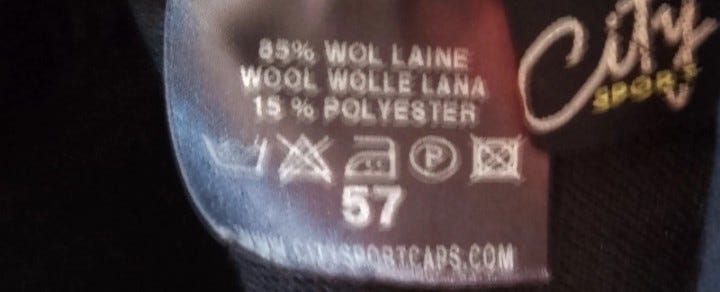 85% WOL LAINE
WOOL WOLLE LANA
15 % POLYESTER
P
57
WWW.CITYSPORTCAPS.COM
City
SPORT